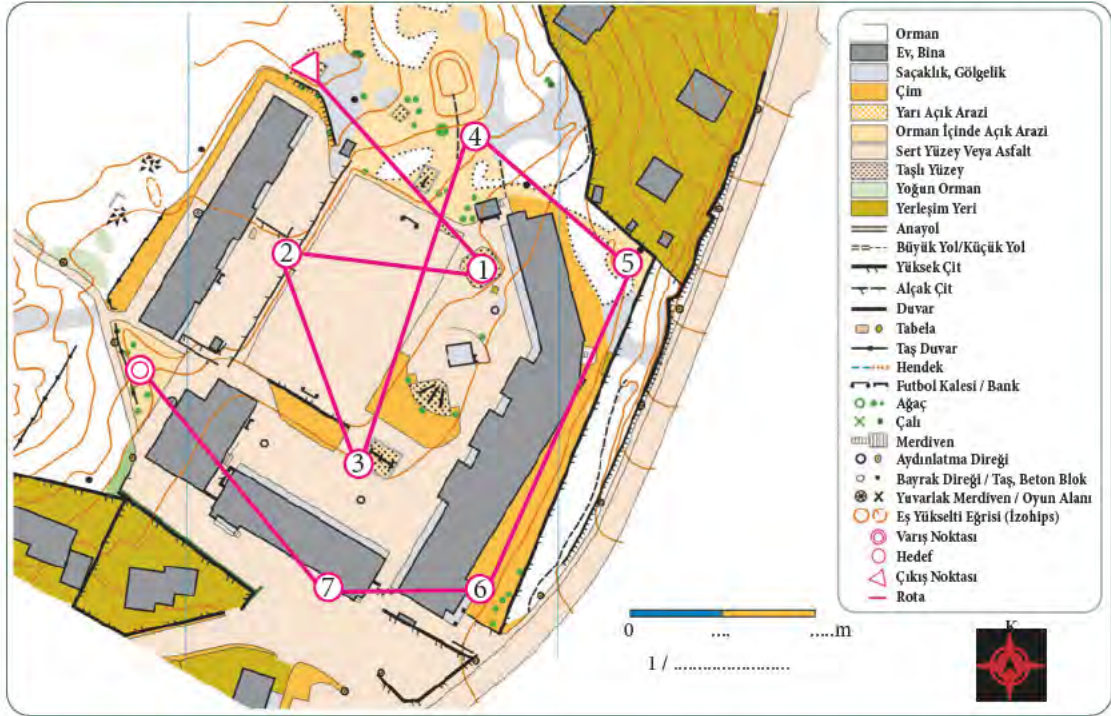 Orman
Ev, Bina
Saçaklık, Gölgelik
Çim
Yarı Açık Arazi
Orman İçinde Açık Arazi
Sert Yüzey Veya Asfalt
Taşlı Yüzey
Yoğun Orman
Yerleşim Yeri
Anayol
Büyük Yol/Küçük Yol
Yüksek Çit
Alçak Çit
Duvar
Tabela
Taş Duvar
Hendek
Futbol Kalesi / Bank
Ağaç
Çalı
Merdiven
Aydınlatma Direği
Bayrak Direği / Taş, Beton Blok
Yuvarlak Merdiven / Oyun Alanı
Eş Yükselti Eğrisi (İzohips)
Varış Noktası
Hedef
Çıkış Noktası
Rota
4
2
1
5
3
7
6
0 .... .....m
1 / ........................
K